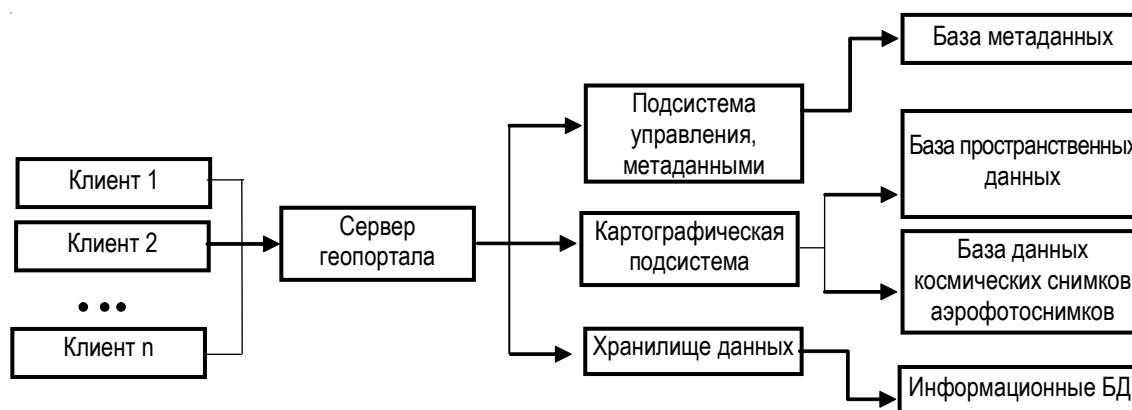 Клиент 1
Клиент 2
• • •
Клиент n
Сервер
геопортала
Подсистема
управления,
метаданными
Картографическая
подсистема
Хранилище данных
База метаданных
База пространственных
данных
База данных
космических снимков
аэрофотоснимков
Информационные БД